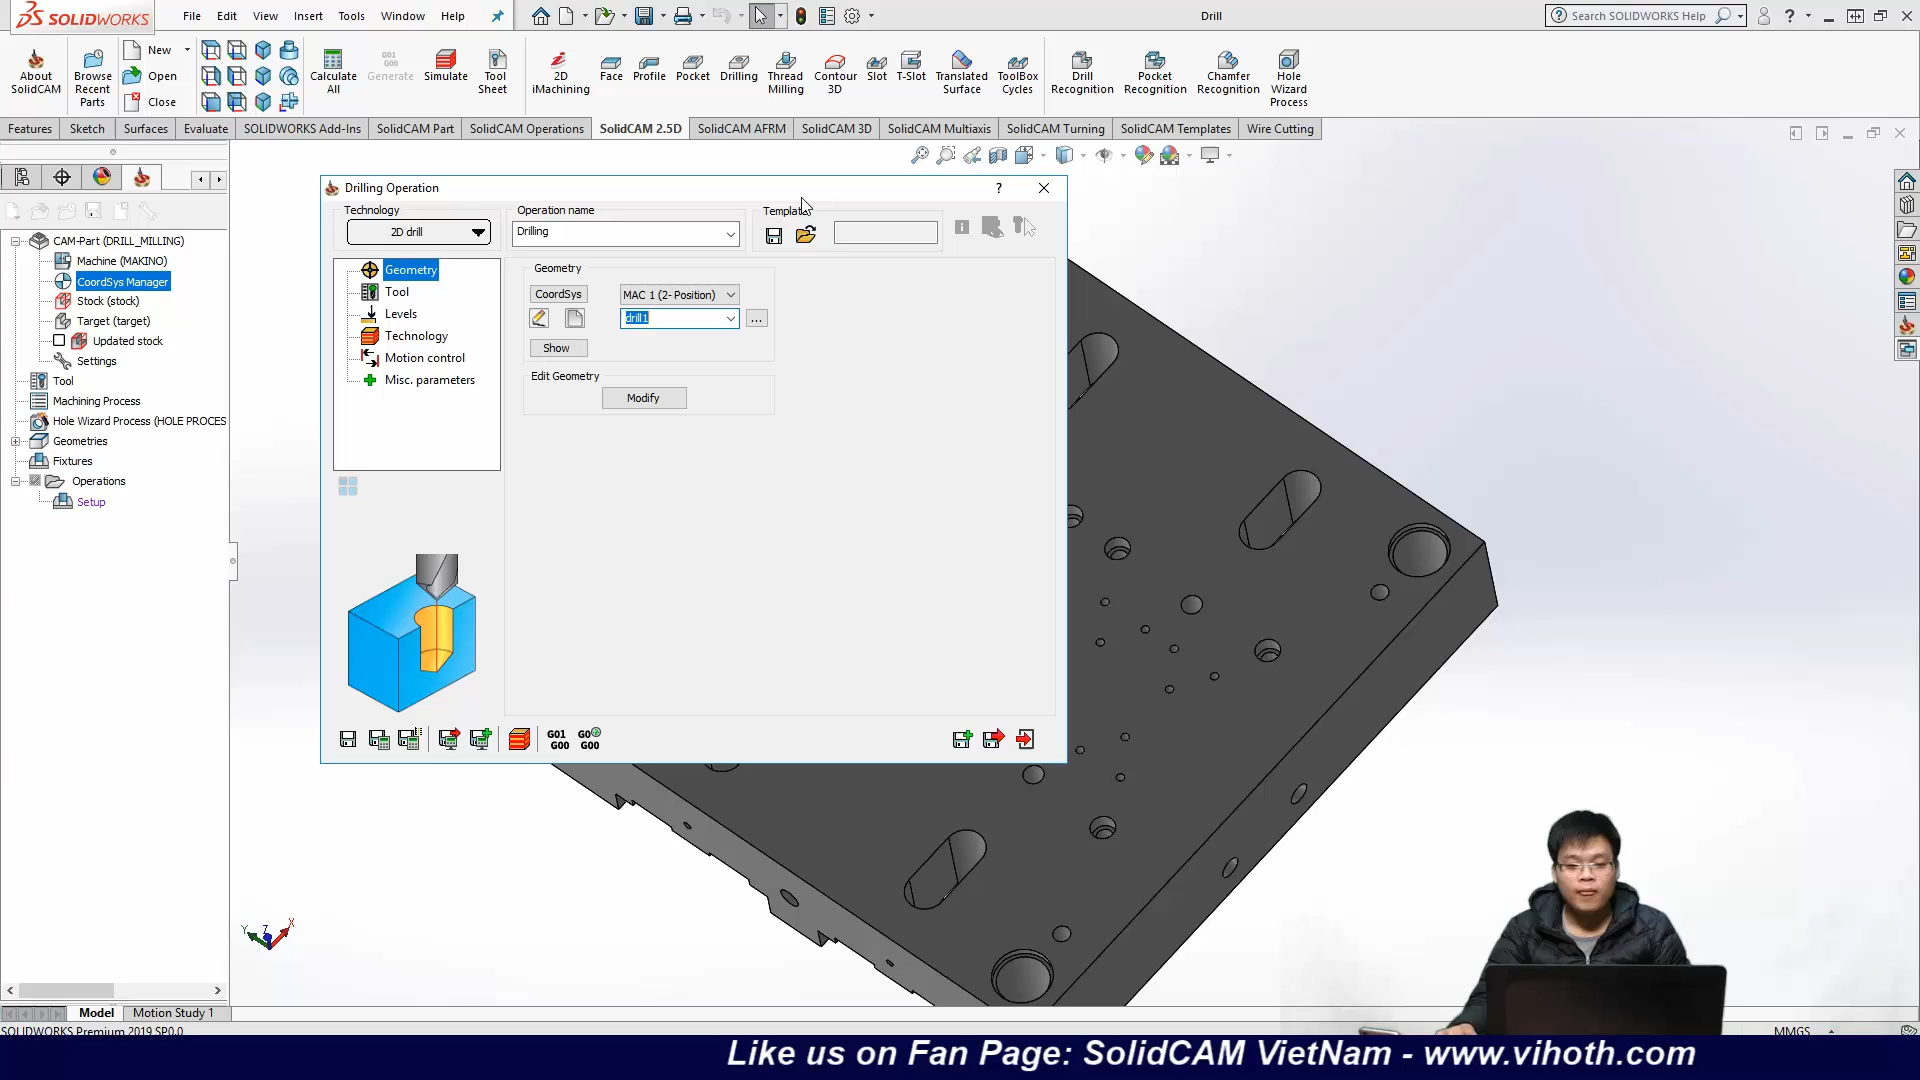 SOLIDWORKS
File Edit View Insert Tools Window Help
Drill
Search SOLIDWORKS Help
About SolidCAM
Browse Recent Parts
New
Open
Close
Calculate All
G01 G00
Generate
Simulate
Tool Sheet
2D iMachining
Face
Profile
Pocket
Drilling
Thread Milling
Contour 3D
Slot
T-Slot
Translated Surface
ToolBox Cycles
Drill Recognition
Pocket Recognition
Chamfer Recognition
Hole Wizard Process
Features Sketch Surfaces Evaluate SOLIDWORKS Add-Ins SolidCAM Part SolidCAM Operations SolidCAM 2.5D SolidCAM AFRM SolidCAM 3D SolidCAM Multiaxis SolidCAM Turning SolidCAM Templates Wire Cutting
CAM-Part (DRILL_MILLING)
Machine (MAKINO)
CoordSys Manager
Stock (stock)
Target (target)
Updated stock
Settings
Tool
Machining Process
Hole Wizard Process (HOLE PROCES
Geometries
Fixtures
Operations
Setup
Drilling Operation
Technology
2D drill
Operation name
Drilling
Geometry
Tool
Levels
Technology
Motion control
Misc. parameters
Geometry
CoordSys
MAC 1 (2- Position)
drill1
...
Show
Edit Geometry
Modify
G01 G00
G00
X
Y
Z
Model Motion Study 1
SOLIDWORKS Premium 2019 SP0.0
MMGS
Like us on Fan Page: SolidCAM VietNam - www.vihoth.com